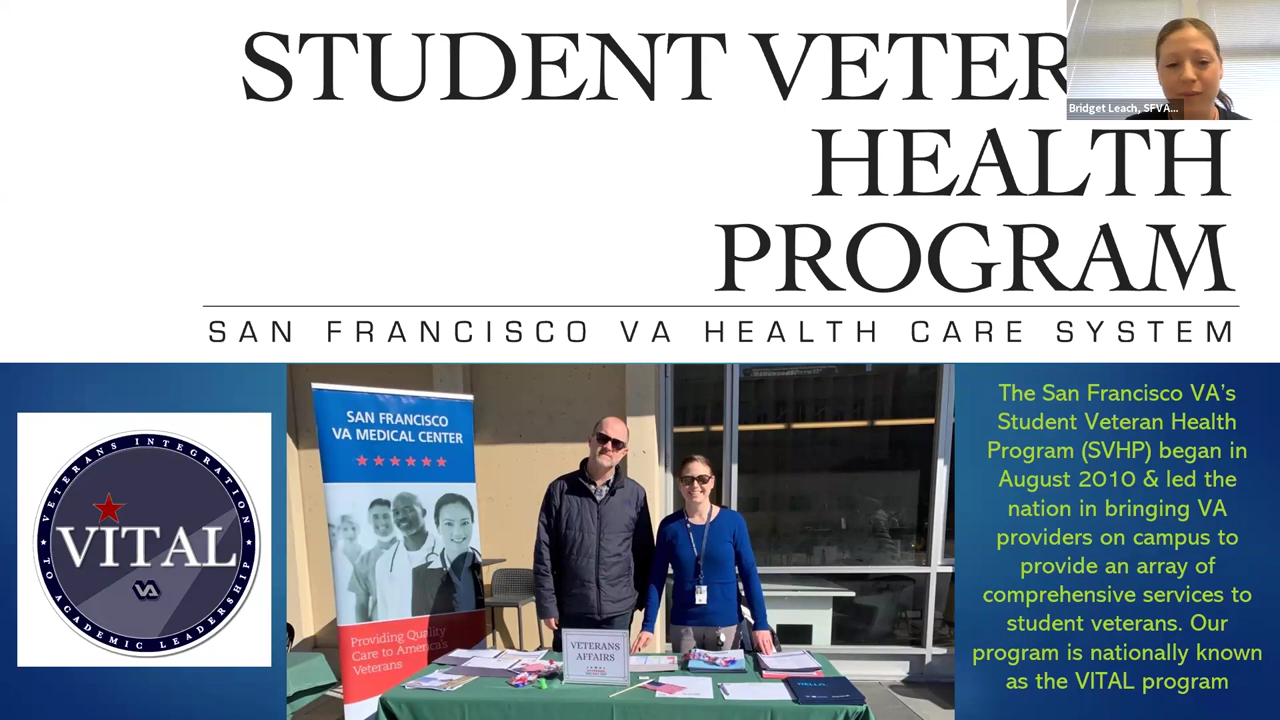 STUDENT VETER
HEALTH
PROGRAM
SAN FRANCISCO VA HEALTH CARE SYSTEM
Bridget Leach, SFVA...
VETERANS INTEGRATION
TO ACADEMIC LEADERSHIP
VITAL
VA
SAN FRANCISCO
VA MEDICAL CENTER
Providing Quality
Care to America's
Veterans
VETERANS
AFFAIRS
The San Francisco VA’s
Student Veteran Health
Program (SVHP) began in
August 2010 & led the
nation in bringing VA
providers on campus to
provide an array of
comprehensive services to
student veterans. Our
program is nationally known
as the VITAL program